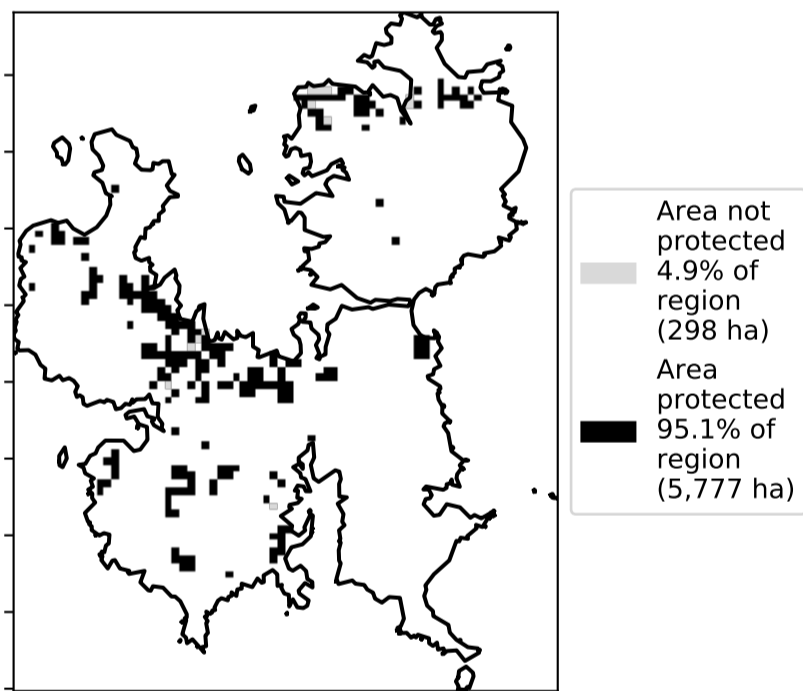 Area not
protected
4.9% of
region
(298 ha)
Area
protected
95.1% of
region
(5,777 ha)